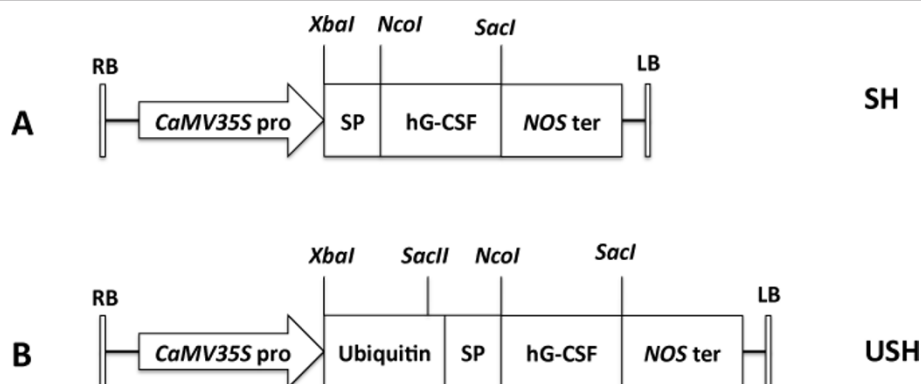 XbaI NcoI SacI
RB LB
A CaMV35S pro SP hG-CSF NOS ter SH
XbaI SacII NcoI SacI
RB LB
B CaMV35S pro Ubiquitin SP hG-CSF NOS ter USH